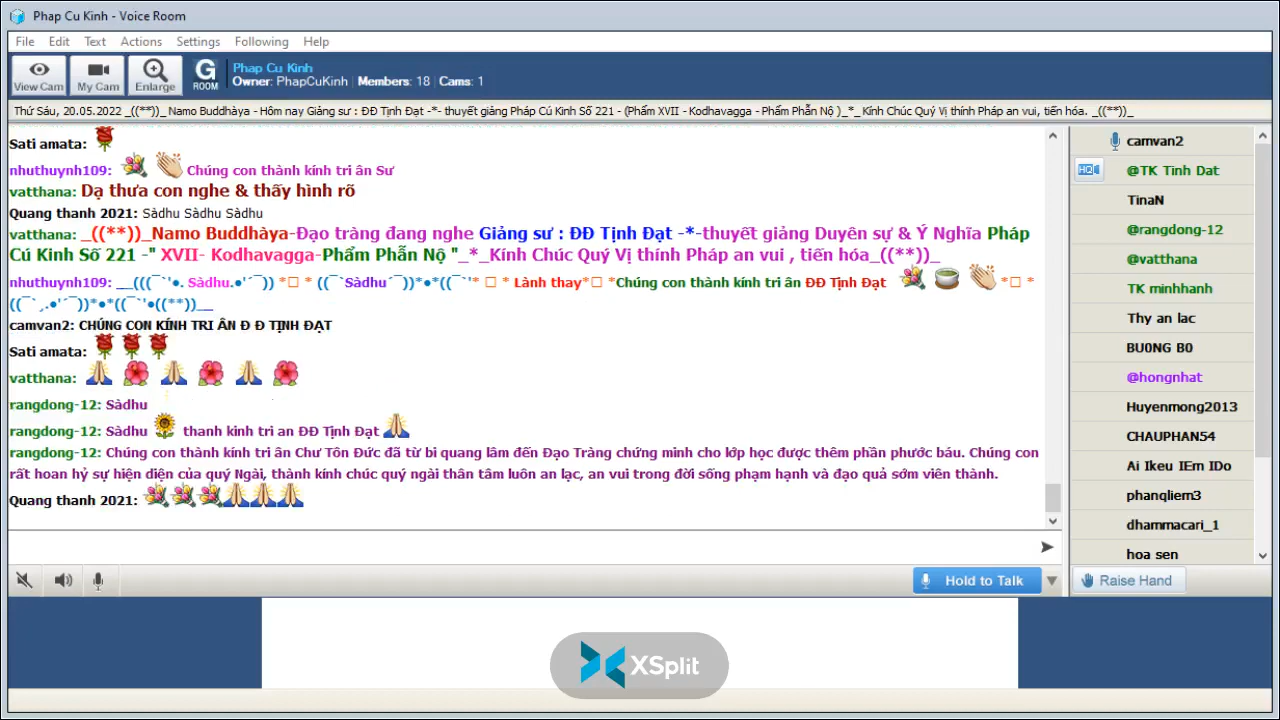 Phap Cu Kinh - Voice Room
File Edit Text Actions Settings Following Help
View Cam My Cam Enlarge G ROOM
Phap Cu Kinh
Owner: PhapCuKinh | Members: 18 | Cams: 1
Thứ Sáu, 20.05.2022 _((**))_ Namo Buddhàya - Hôm nay Giảng sư : ĐĐ Tịnh Đạt -*- thuyết giảng Pháp Cú Kinh Số 221 - (Phẩm XVII - Kodhavagga - Phẩm Phẫn Nộ )_*_ Kính Chúc Quý Vị thính Pháp an vui, tiến hóa. _((**))_
Sati amata:
nhuthuynh109: Chúng con thành kính tri ân Sư
vatthana: Dạ thưa con nghe & thấy hình rõ
Quang thanh 2021: Sàdhu Sàdhu Sàdhu
vatthana: _((**))_Namo Buddhàya-Đạo tràng đang nghe Giảng sư : ĐĐ Tịnh Đạt -*-thuyết giảng Duyên sự & Ý Nghĩa Pháp
Cú Kinh Số 221 -" XVII- Kodhavagga-Phẩm Phẫn Nộ "_*_Kính Chúc Quý Vị thính Pháp an vui , tiến hóa_((**))_
nhuthuynh109: __(((¯`'•. Sàdhu.•'´¯)) *□ * ((¯`Sàdhu´¯))*•*((¯`'* □ * Lành thay*□ *Chúng con thành kính tri ân ĐĐ Tịnh Đạt *□ *
((¯`¸.•'´¯))*•*((¯`'•((**))__
camvan2: CHÚNG CON KÍNH TRI ÂN Đ Đ TỊNH ĐẠT
Sati amata:
vatthana:
rangdong-12: Sàdhu
rangdong-12: Sàdhu thanh kinh tri an ĐĐ Tịnh Đạt
rangdong-12: Chúng con thành kính tri ân Chư Tôn Đức đã từ bi quang lâm đến Đạo Tràng chứng minh cho lớp học được thêm phần phước báu. Chúng con
rất hoan hỷ sự hiện diện của quý Ngài, thành kính chúc quý ngài thân tâm luôn an lạc, an vui trong đời sống phạm hạnh và đạo quả sớm viên thành.
Quang thanh 2021:
Hold to Talk
camvan2
HQ
@TK Tinh Dat
TinaN
@rangdong-12
@vatthana
TK minhhanh
Thy an lac
BU0NG B0
@hongnhat
Huyenmong2013
CHAUPHAN54
Ai Ikeu IEm IDo
phanqliem3
dhammacari_1
hoa sen
Raise Hand
XSplit